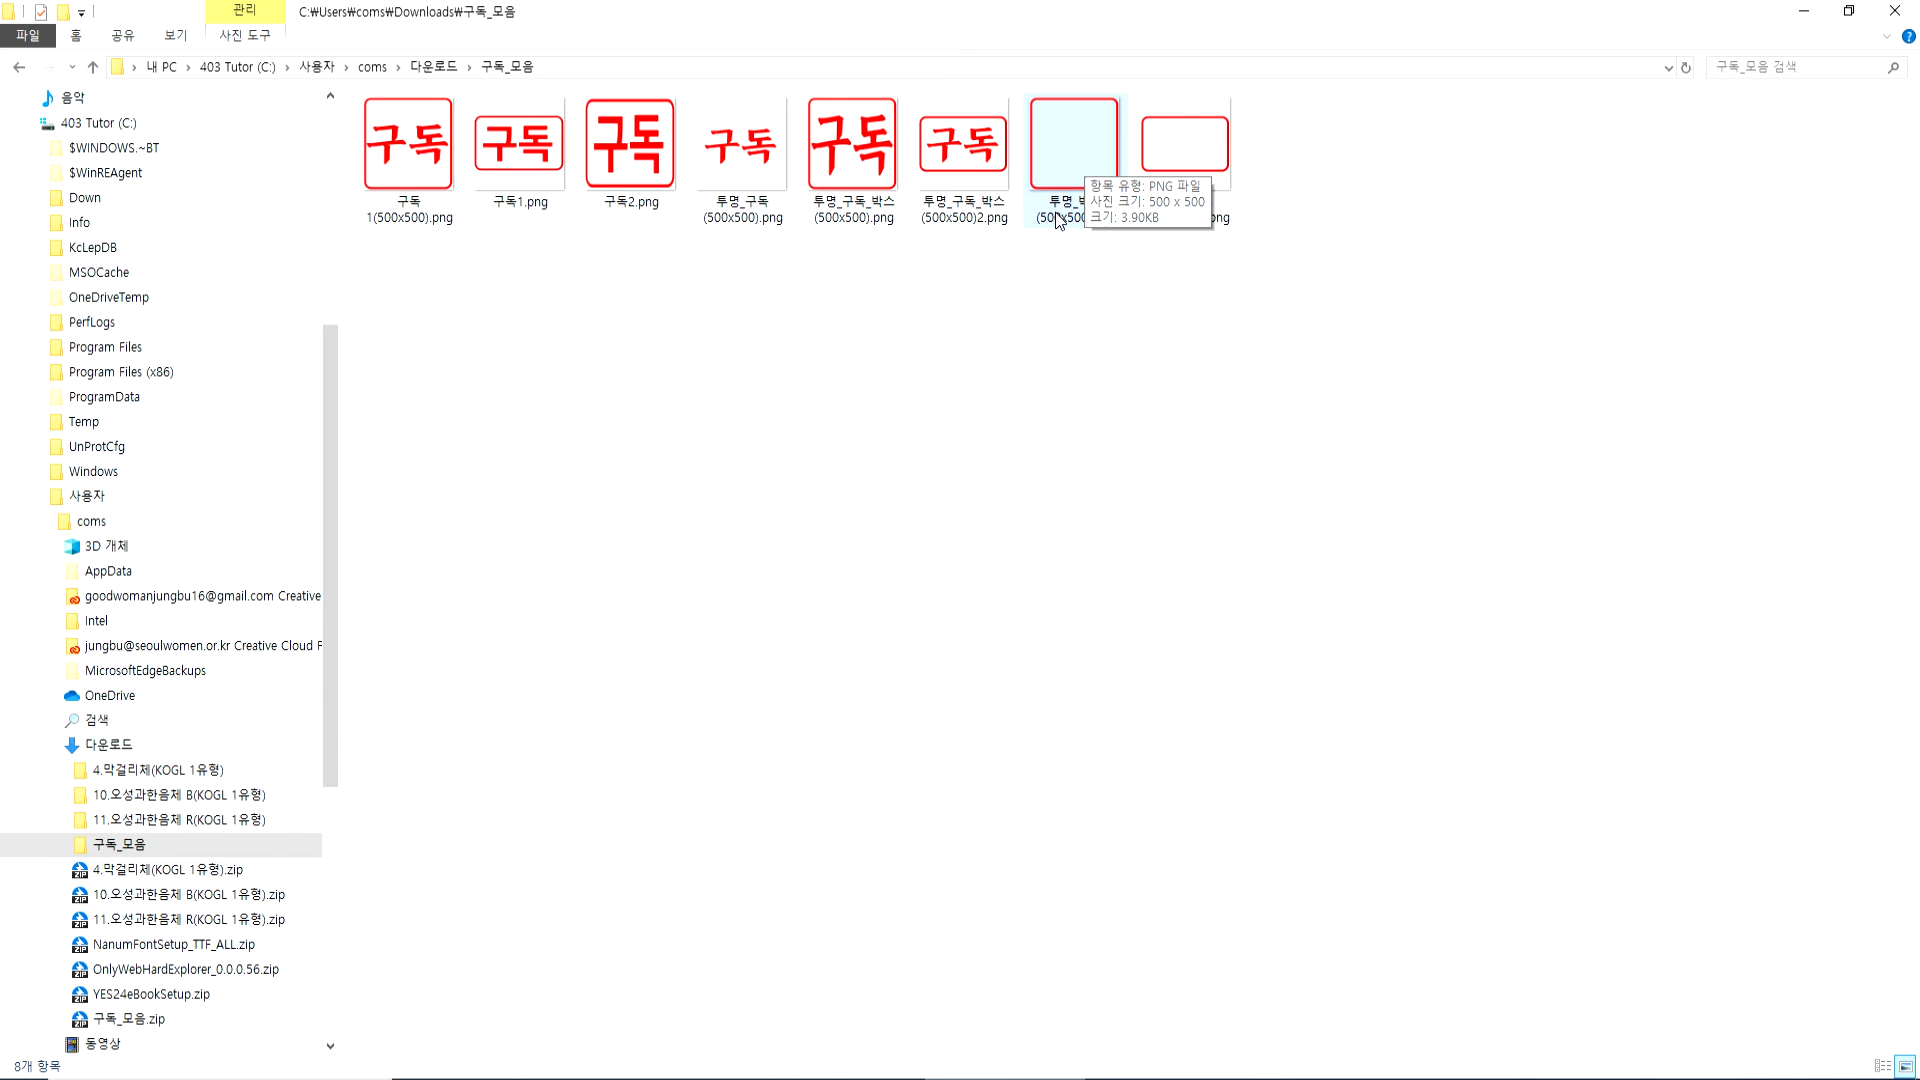 관리
C:₩Users₩coms₩Downloads₩구독_모음
파일 홈 공유 보기 사진 도구
내 PC › 403 Tutor (C:) › 사용자 › coms › 다운로드 › 구독_모음
구독_모음 검색
음악
403 Tutor (C:)
$WINDOWS.~BT
$WinREAgent
Down
Info
KcLepDB
MSOCache
OneDriveTemp
PerfLogs
Program Files
Program Files (x86)
ProgramData
Temp
UnProtCfg
Windows
사용자
coms
3D 개체
AppData
goodwomanjungbu16@gmail.com Creative
Intel
jungbu@seoulwomen.or.kr Creative Cloud F
MicrosoftEdgeBackups
OneDrive
검색
다운로드
4.막걸리체(KOGL 1유형)
10.오성과한음체 B(KOGL 1유형)
11.오성과한음체 R(KOGL 1유형)
구독_모음
4.막걸리체(KOGL 1유형).zip
10.오성과한음체 B(KOGL 1유형).zip
11.오성과한음체 R(KOGL 1유형).zip
NanumFontSetup_TTF_ALL.zip
OnlyWebHardExplorer_0.0.0.56.zip
YES24eBookSetup.zip
구독_모음.zip
동영상
8개 항목
구독 구독 구독 구독 구독 구독
구독
1(500x500).png
구독1.png
구독2.png
투명_구독
(500x500).png
투명_구독_박스
(500x500).png
투명_구독_박스
(500x500)2.png
투명_
(500x500
png
항목 유형: PNG 파일
사진 크기: 500 x 500
크기: 3.90KB